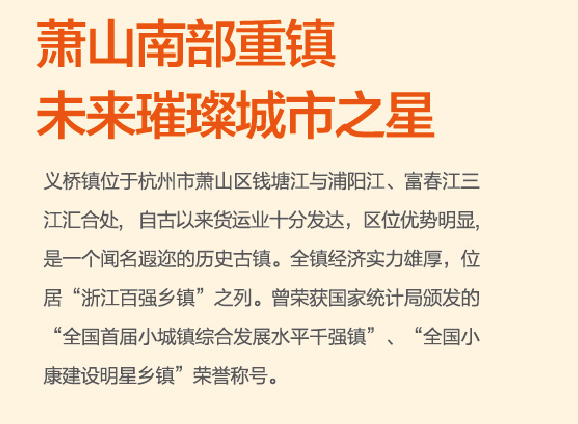 萧山南部重镇
未来璀璨城市之星
义桥镇位于杭州市萧山区钱塘江与浦阳江、富春江三
江汇合处，自古以来货运业十分发达，区位优势明显,
是一个闻名遐迩的历史古镇。全镇经济实力雄厚，位
居“浙江百强乡镇”之列。曾荣获国家统计局颁发的
“全国首届小城镇综合发展水平千强镇”、“全国小
康建设明星乡镇”荣誉称号。